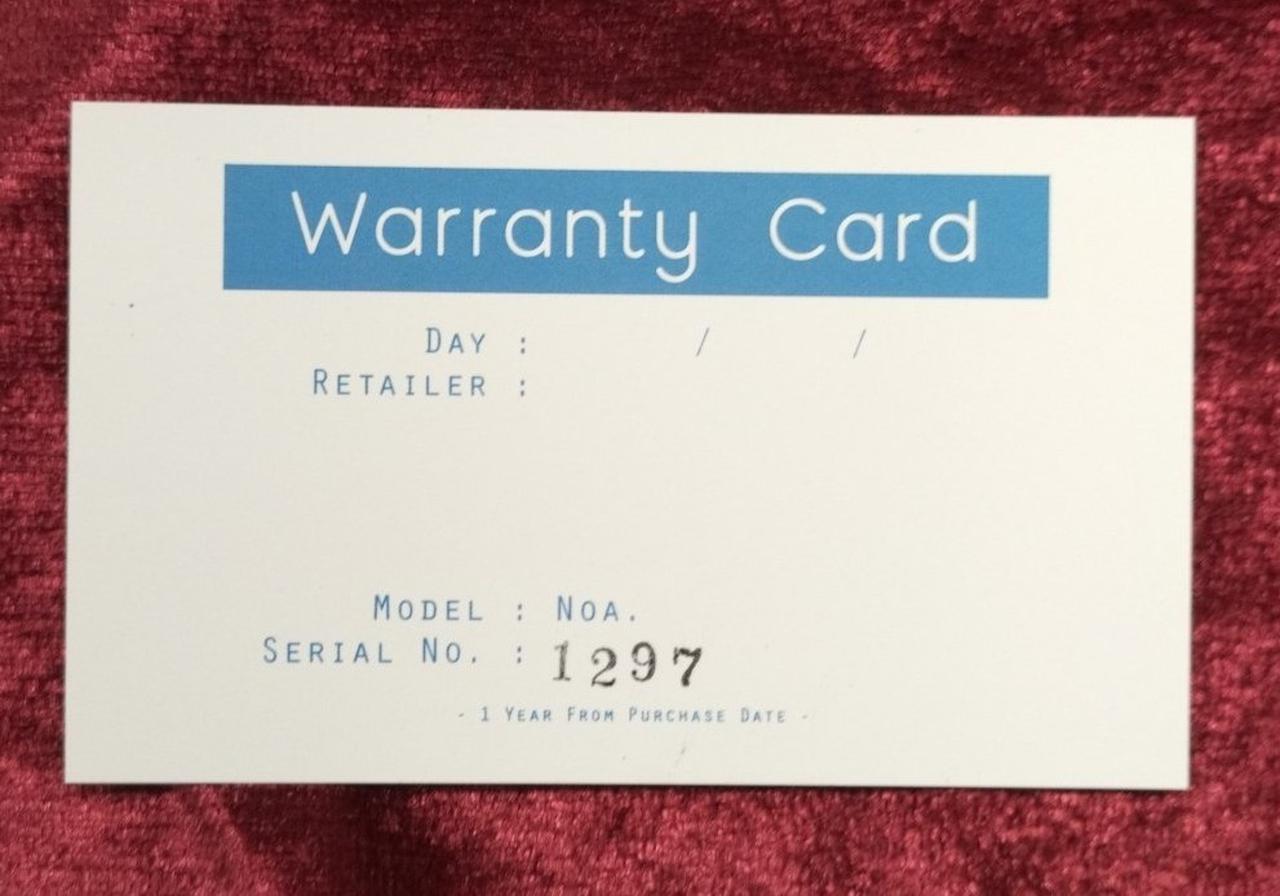 Warranty Card
DAY : / /
RETAILER :
MODEL : NOA.
SERIAL NO. : 1297
- 1 YEAR FROM PURCHASE DATE -